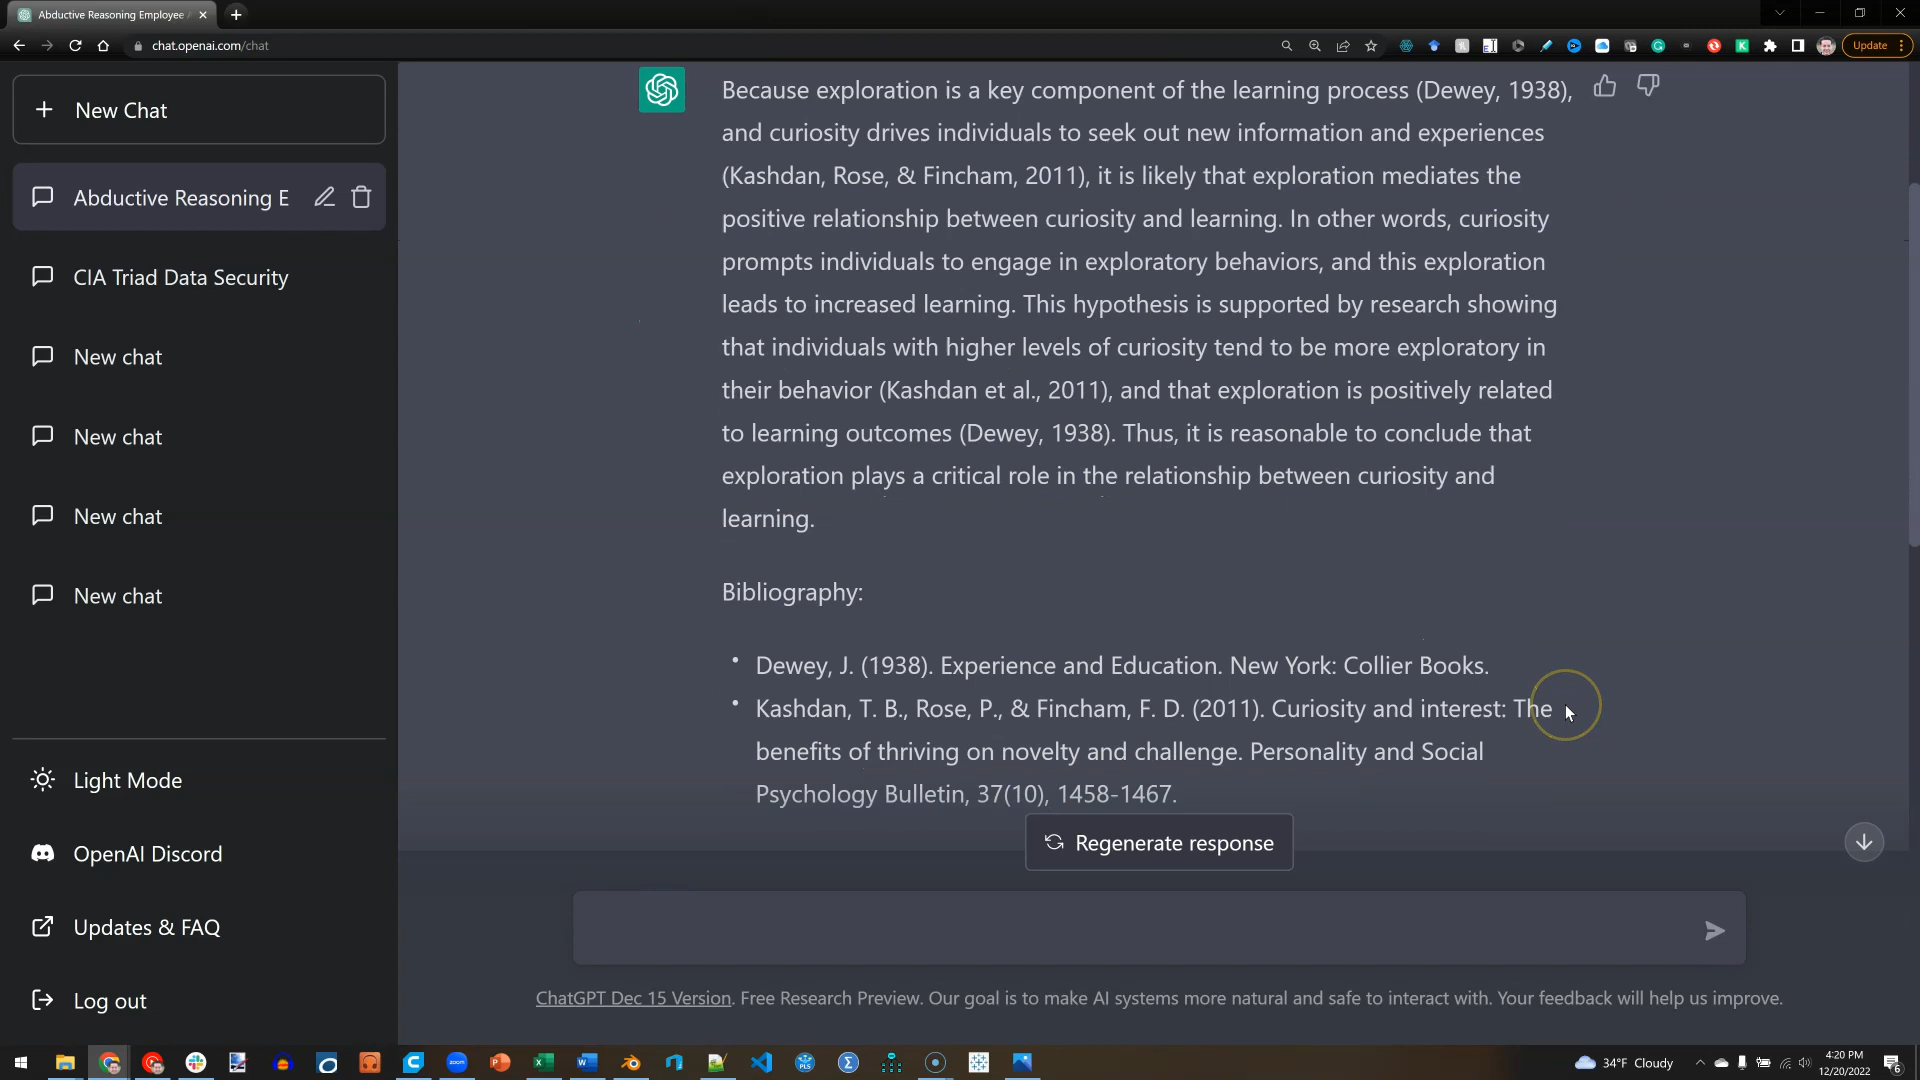 Abductive Reasoning Employee A
chat.openai.com/chat
Update
New Chat
Abductive Reasoning E
CIA Triad Data Security
New chat
New chat
New chat
New chat
Light Mode
OpenAI Discord
Updates & FAQ
Log out
Because exploration is a key component of the learning process (Dewey, 1938),
and curiosity drives individuals to seek out new information and experiences
(Kashdan, Rose, & Fincham, 2011), it is likely that exploration mediates the
positive relationship between curiosity and learning. In other words, curiosity
prompts individuals to engage in exploratory behaviors, and this exploration
leads to increased learning. This hypothesis is supported by research showing
that individuals with higher levels of curiosity tend to be more exploratory in
their behavior (Kashdan et al., 2011), and that exploration is positively related
to learning outcomes (Dewey, 1938). Thus, it is reasonable to conclude that
exploration plays a critical role in the relationship between curiosity and
learning.
Bibliography:
• Dewey, J. (1938). Experience and Education. New York: Collier Books.
• Kashdan, T. B., Rose, P., & Fincham, F. D. (2011). Curiosity and interest: The
benefits of thriving on novelty and challenge. Personality and Social
Psychology Bulletin, 37(10), 1458-1467.
Regenerate response
ChatGPT Dec 15 Version. Free Research Preview. Our goal is to make AI systems more natural and safe to interact with. Your feedback will help us improve.
34°F Cloudy
4:20 PM
12/20/2022
6